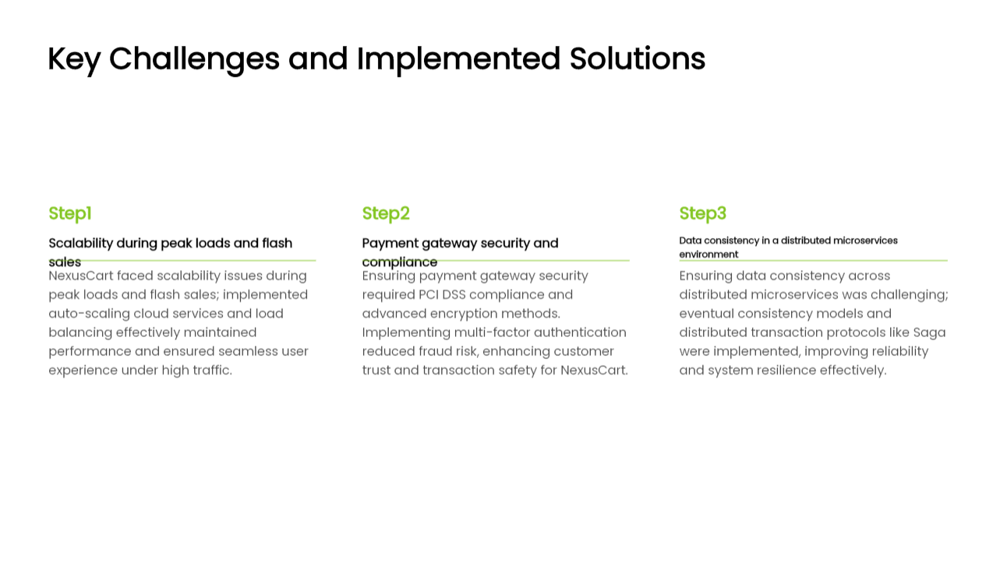 Key Challenges and Implemented Solutions
Step1
Scalability during peak loads and flash
sales
NexusCart faced scalability issues during
peak loads and flash sales; implemented
auto-scaling cloud services and load
balancing effectively maintained
performance and ensured seamless user
experience under high traffic.
Step2
Payment gateway security and
compliance
Ensuring payment gateway security
required PCI DSS compliance and
advanced encryption methods.
Implementing multi-factor authentication
reduced fraud risk, enhancing customer
trust and transaction safety for NexusCart.
Step3
Data consistency in a distributed microservices
environment
Ensuring data consistency across
distributed microservices was challenging;
eventual consistency models and
distributed transaction protocols like Saga
were implemented, improving reliability
and system resilience effectively.